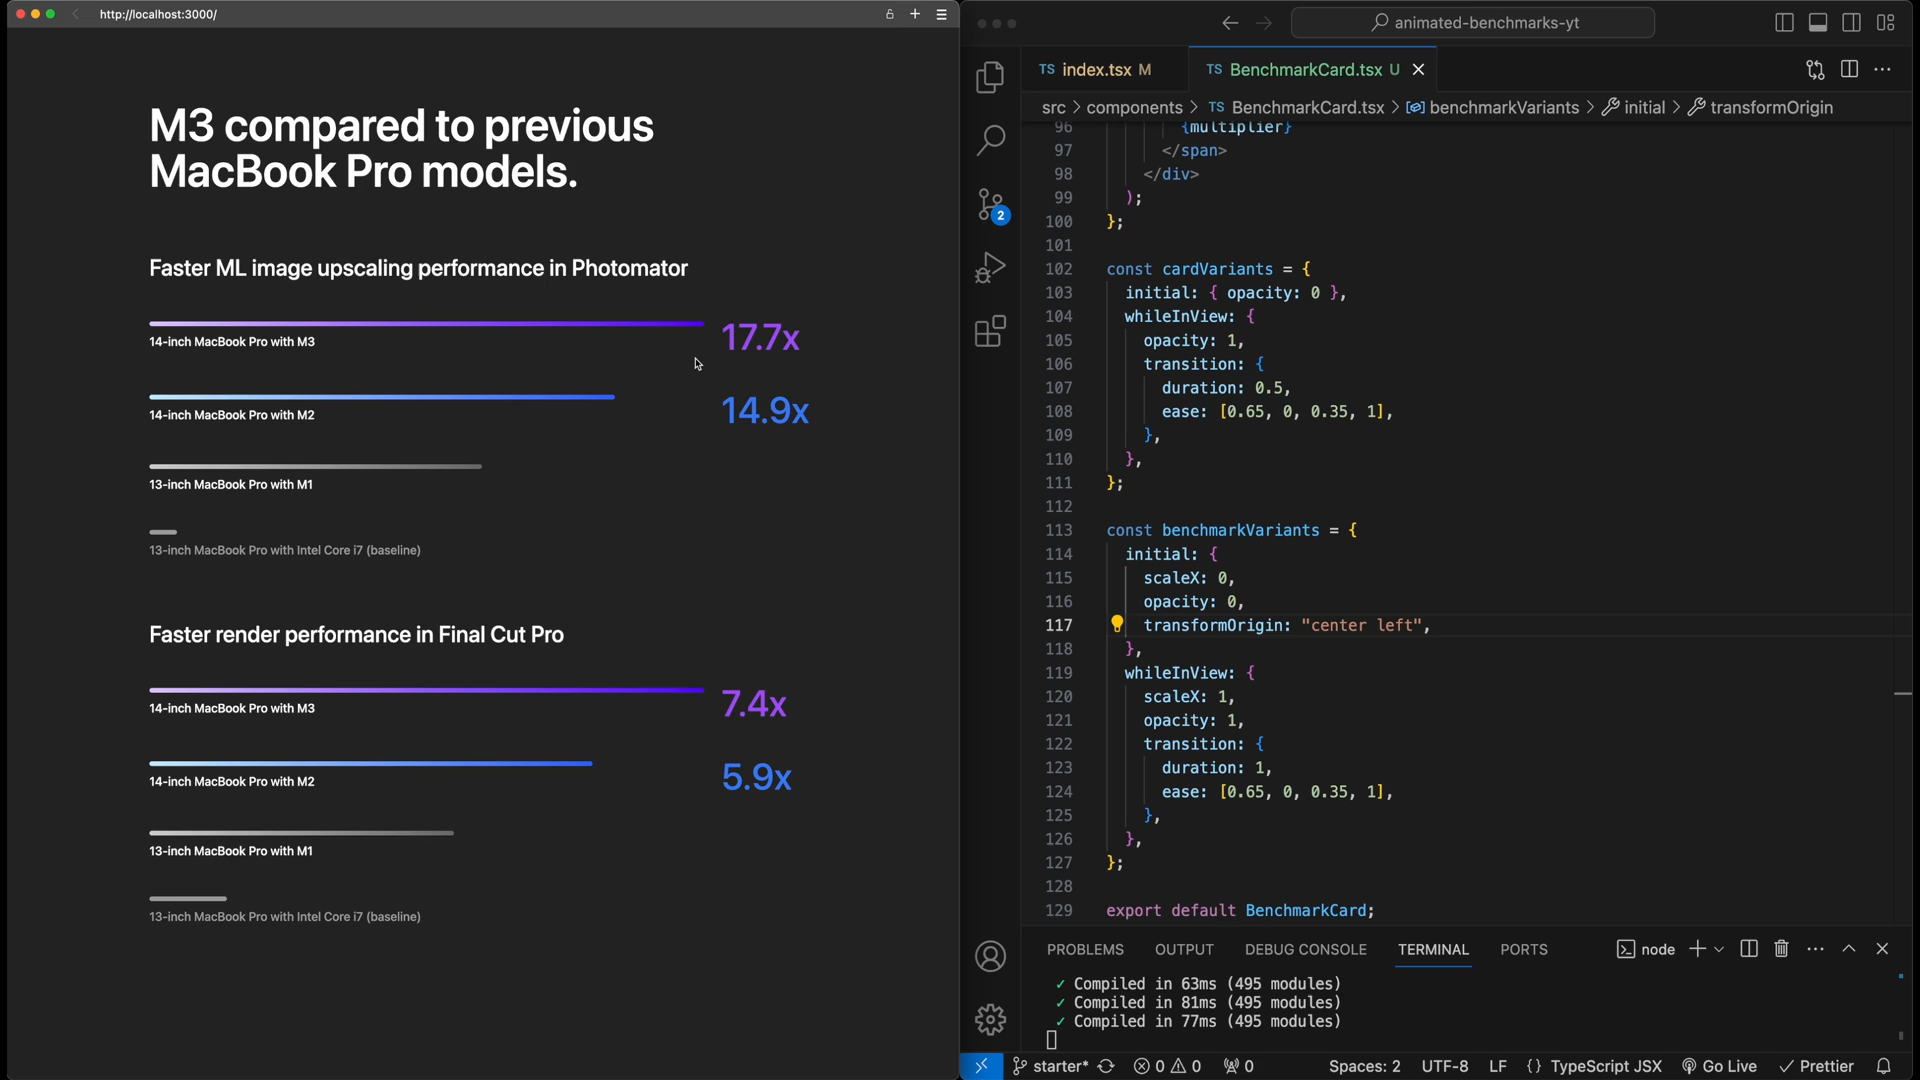 http://localhost:3000/
M3 compared to previous
MacBook Pro models.
Faster ML image upscaling performance in Photomator
14-inch MacBook Pro with M3
17.7x
14-inch MacBook Pro with M2
14.9x
13-inch MacBook Pro with M1
13-inch MacBook Pro with Intel Core i7 (baseline)
Faster render performance in Final Cut Pro
14-inch MacBook Pro with M3
7.4x
14-inch MacBook Pro with M2
5.9x
13-inch MacBook Pro with M1
13-inch MacBook Pro with Intel Core i7 (baseline)
animated-benchmarks-yt
TS index.tsx M
TS BenchmarkCard.tsx U
src > components > TS BenchmarkCard.tsx > benchmarkVariants > initial > transformOrigin
2
96 {multiplier}
97 </span>
98 </div>
99 );
100 };
101
102 const cardVariants = {
103 initial: { opacity: 0 },
104 whileInView: {
105 opacity: 1,
106 transition: {
107 duration: 0.5,
108 ease: [0.65, 0, 0.35, 1],
109 },
110 },
111 };
112
113 const benchmarkVariants = {
114 initial: {
115 scaleX: 0,
116 opacity: 0,
117 transformOrigin: "center left",
118 },
119 whileInView: {
120 scaleX: 1,
121 opacity: 1,
122 transition: {
123 duration: 1,
124 ease: [0.65, 0, 0.35, 1],
125 },
126 },
127 };
128
129 export default BenchmarkCard;
PROBLEMS OUTPUT DEBUG CONSOLE TERMINAL PORTS node
✓ Compiled in 63ms (495 modules)
✓ Compiled in 81ms (495 modules)
✓ Compiled in 77ms (495 modules)
starter* 0 0 0 Spaces: 2 UTF-8 LF {} TypeScript JSX Go Live ✓ Prettier